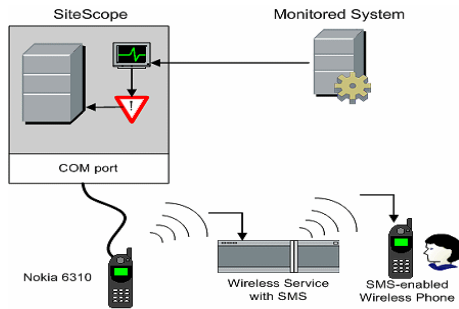 SiteScope
Monitored System
!
COM port
Nokia 6310
Wireless Service
with SMS
SMS-enabled
Wireless Phone